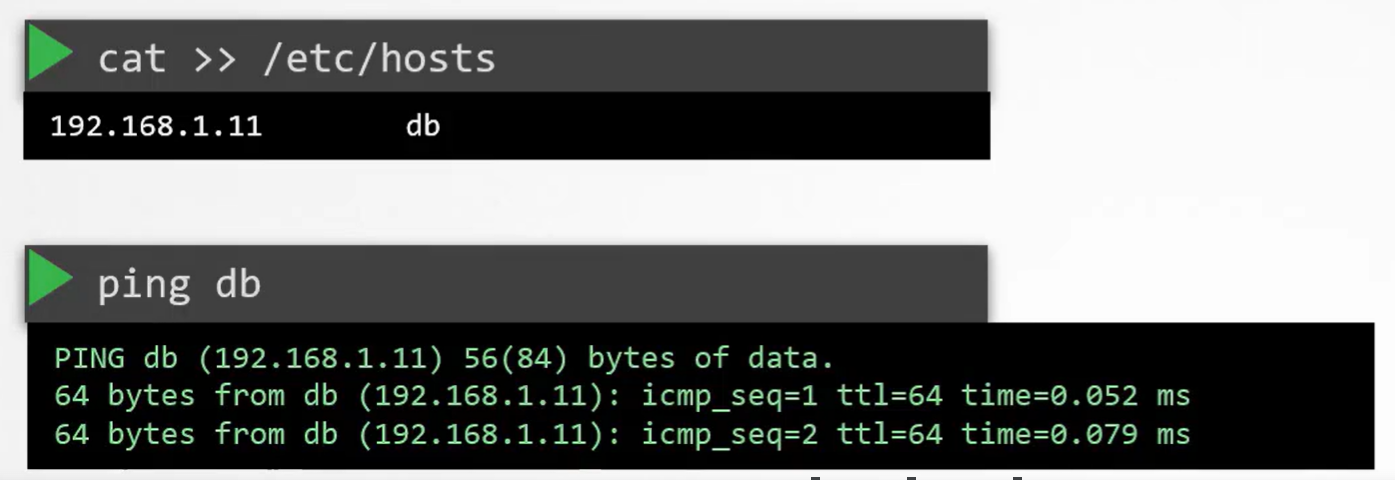 cat >> /etc/hosts
192.168.1.11 db
ping db
PING db (192.168.1.11) 56(84) bytes of data.
64 bytes from db (192.168.1.11): icmp_seq=1 ttl=64 time=0.052 ms
64 bytes from db (192.168.1.11): icmp_seq=2 ttl=64 time=0.079 ms